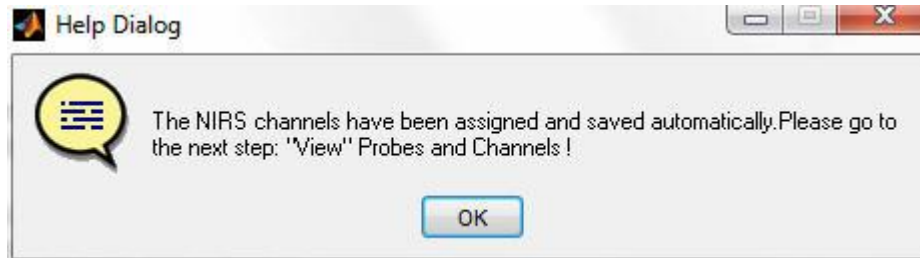 Help Dialog
The NIRS channels have been assigned and saved automatically.Please go to
the next step: "View" Probes and Channels !
OK